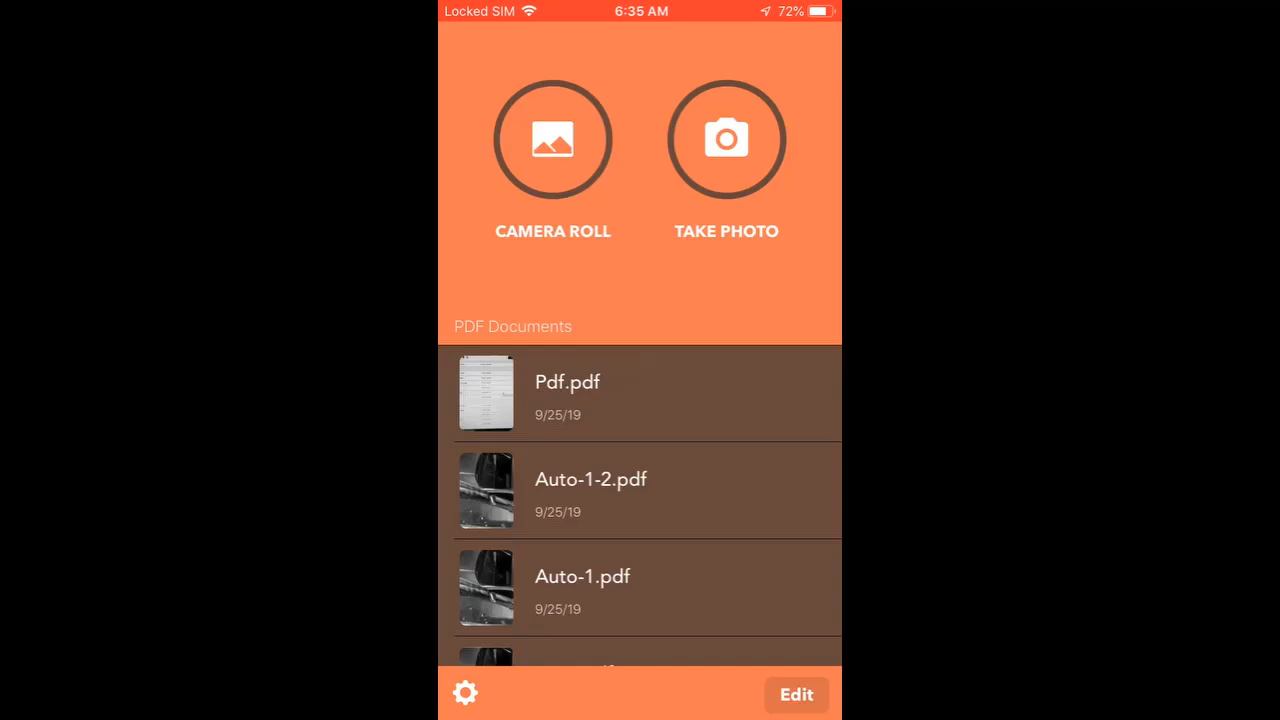 Locked SIM 6:35 AM 72%
CAMERA ROLL TAKE PHOTO
PDF Documents
Pdf.pdf
9/25/19
Auto-1-2.pdf
9/25/19
Auto-1.pdf
9/25/19
Edit